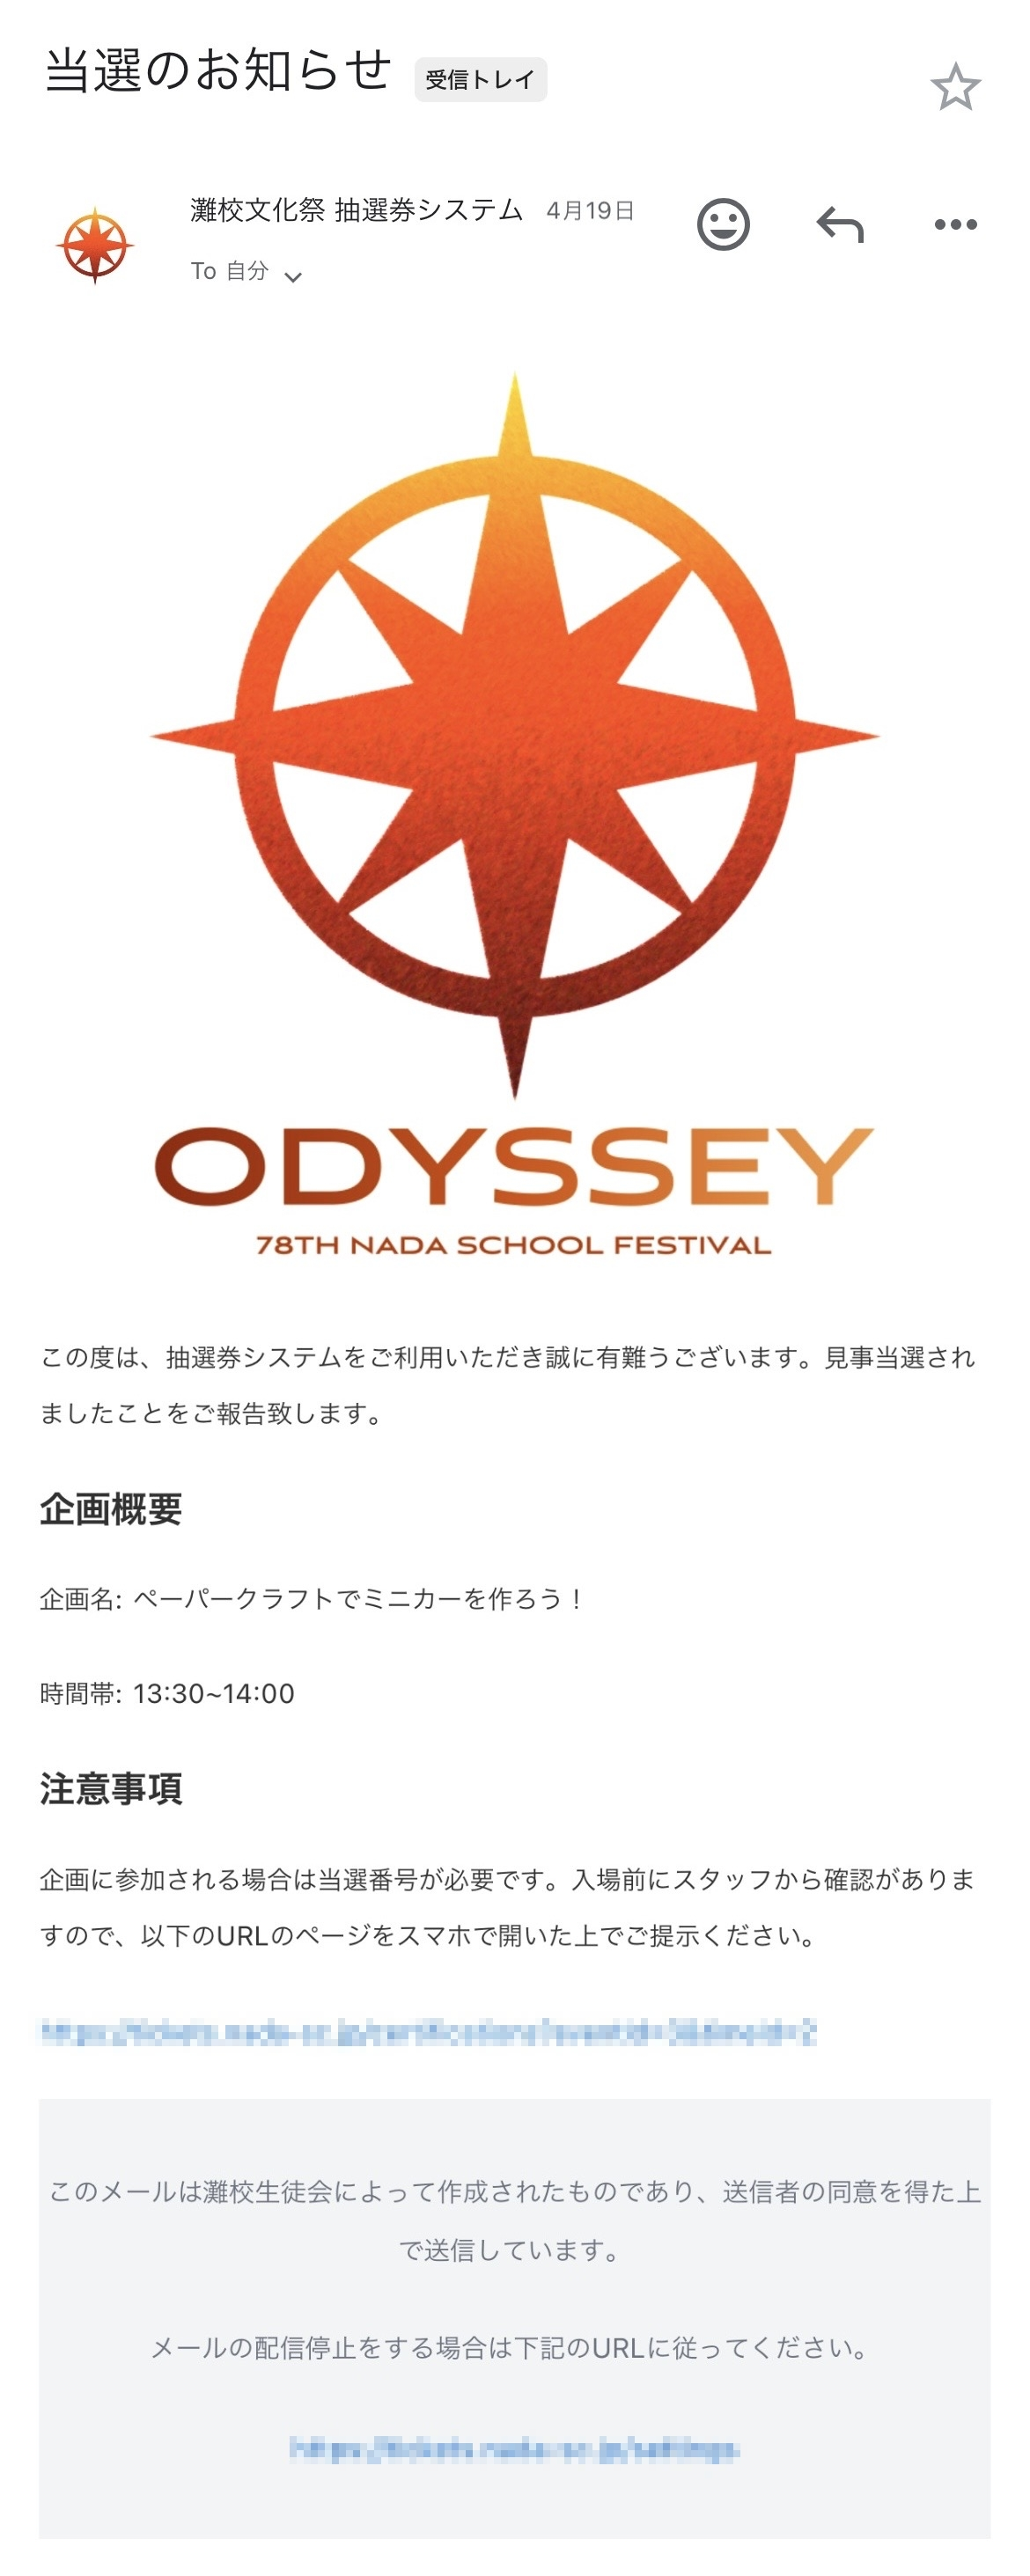 当選のお知らせ 受信トレイ
灘校文化祭 抽選券システム 4月19日
To 自分
ODYSSEY
78TH NADA SCHOOL FESTIVAL
この度は、抽選券システムをご利用いただき誠に有難うございます。見事当選され
ましたことをご報告致します。
企画概要
企画名: ペーパークラフトでミニカーを作ろう！
時間帯: 13:30~14:00
注意事項
企画に参加される場合は当選番号が必要です。入場前にスタッフから確認がありま
すので、以下のURLのページをスマホで開いた上でご提示ください。
このメールは灘校生徒会によって作成されたものであり、送信者の同意を得た上
で送信しています。
メールの配信停止をする場合は下記のURLに従ってください。